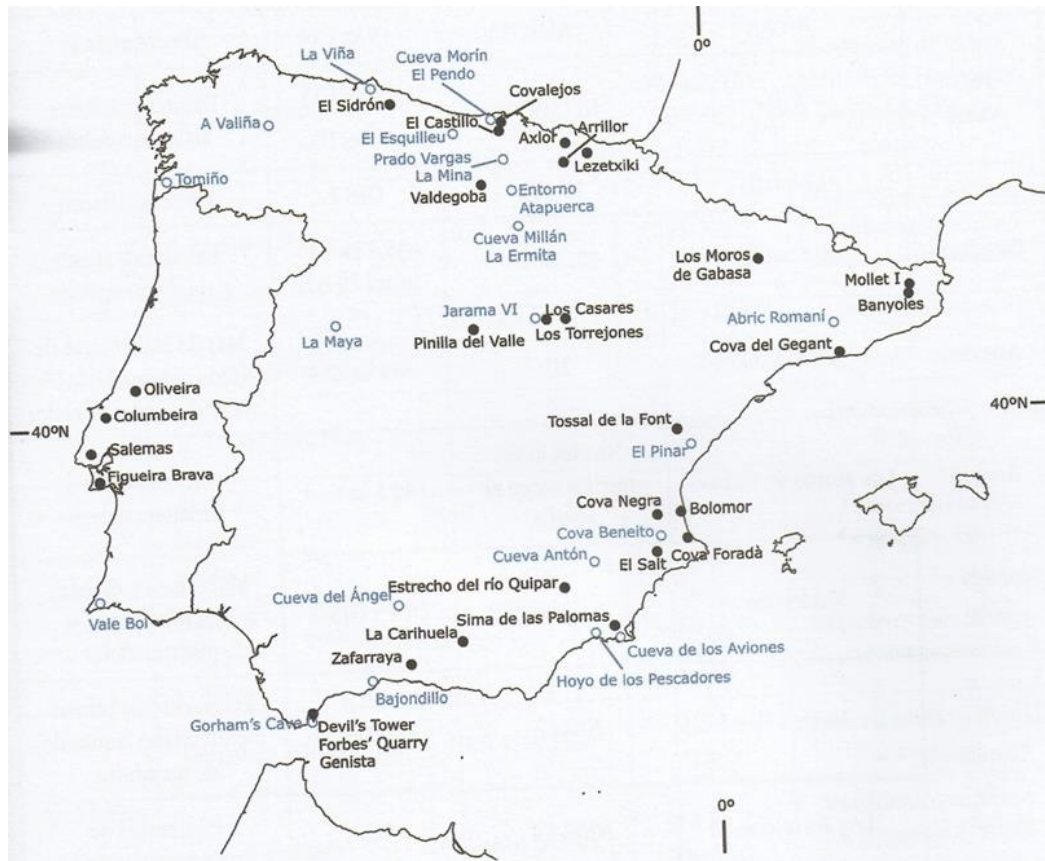 0°
La Viña
Cueva Morín
El Pendo
Covalejos
El Sidrón
El Castillo
Arrillor
A Valiña
El Esquilleu
Axlor
Prado Vargas
La Mina
Lezetxiki
Tomiño
Valdegoba
Entorno
Atapuerca
Cueva Millán
La Ermita
Los Moros
de Gabasa
Mollet I
Banyoles
Jarama VI
Los Casares
Abric Romaní
La Maya
Pinilla del Valle
Los Torrejones
Cova del Gegant
Oliveira
40ºN
Columbeira
Tossal de la Font
40ºN
Salemas
El Pinar
Figueira Brava
Cova Negra
Bolomor
Cova Beneito
Cueva Antón
El Salt
Cova Foradà
Estrecho del río Quipar
Cueva del Ángel
Vale Boi
Sima de las Palomas
La Carihuela
Cueva de los Aviones
Zafarraya
Hoyo de los Pescadores
Bajondillo
Gorham's Cave
Devil's Tower
Forbes' Quarry
Genista
0º